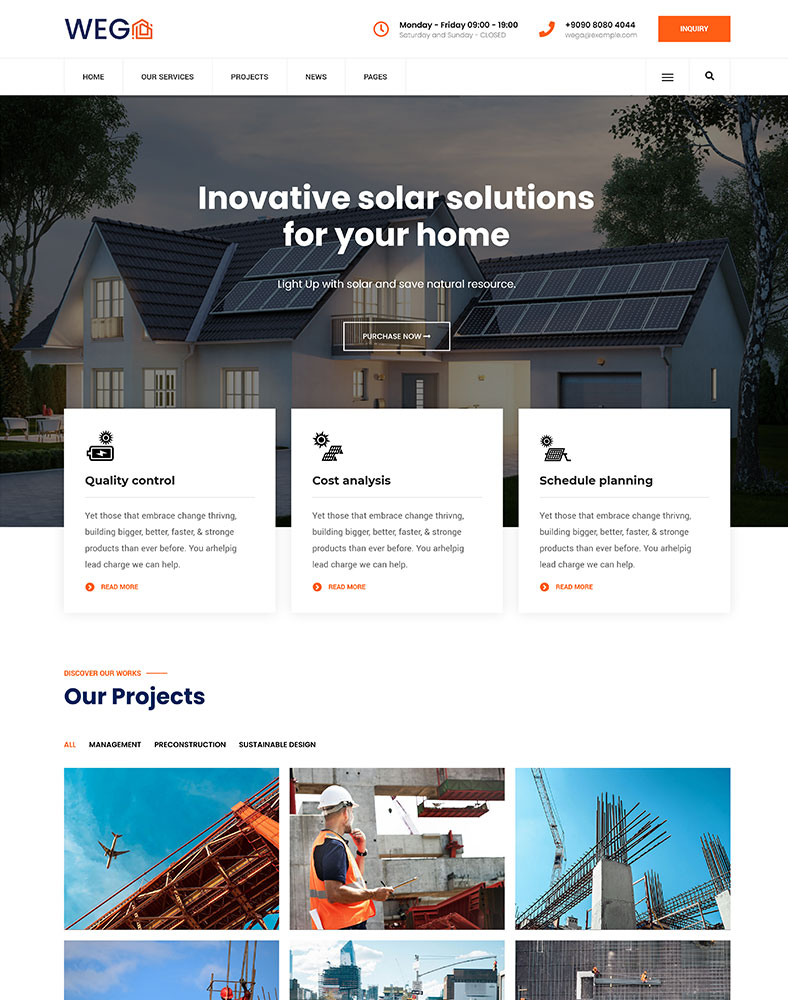 WEGA
Monday - Friday 09:00 - 19:00
Saturday and Sunday - CLOSED
+9090 8080 4044
wega@example.com
INQUIRY
HOME
OUR SERVICES
PROJECTS
NEWS
PAGES
Inovative solar solutions
for your home
Light Up with solar and save natural resource.
PURCHASE NOW
Quality control
Yet those that embrace change thrivng,
building bigger, better, faster, & stronge
products than ever before. You arhelpig
lead charge we can help.
READ MORE
Cost analysis
Yet those that embrace change thrivng,
building bigger, better, faster, & stronge
products than ever before. You arhelpig
lead charge we can help.
READ MORE
Schedule planning
Yet those that embrace change thrivng,
building bigger, better, faster, & stronge
products than ever before. You arhelpig
lead charge we can help.
READ MORE
DISCOVER OUR WORKS
Our Projects
ALL
MANAGEMENT
PRECONSTRUCTION
SUSTAINABLE DESIGN